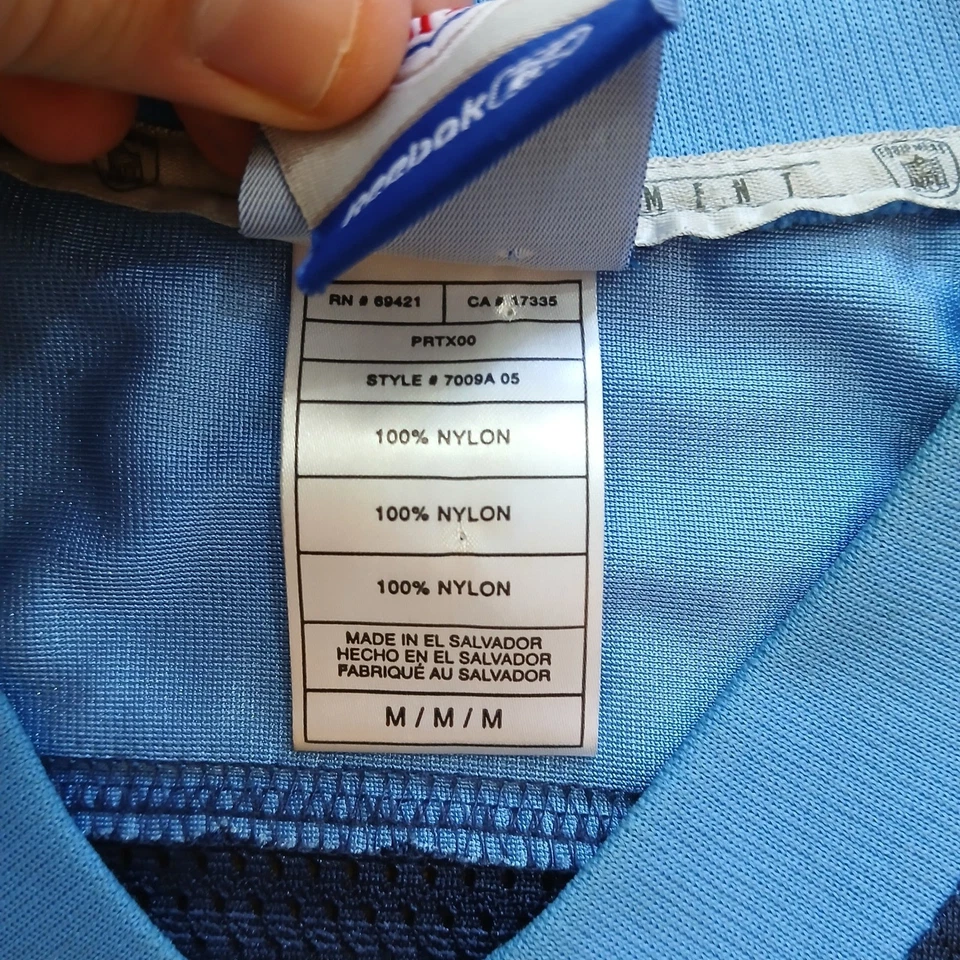 Reebok
MENT
NFL
RN # 69421 CA # 17335
PRTX00
STYLE # 7009A 05
100% NYLON
100% NYLON
100% NYLON
MADE IN EL SALVADOR
HECHO EN EL SALVADOR
FABRIQUÉ AU SALVADOR
M / M / M